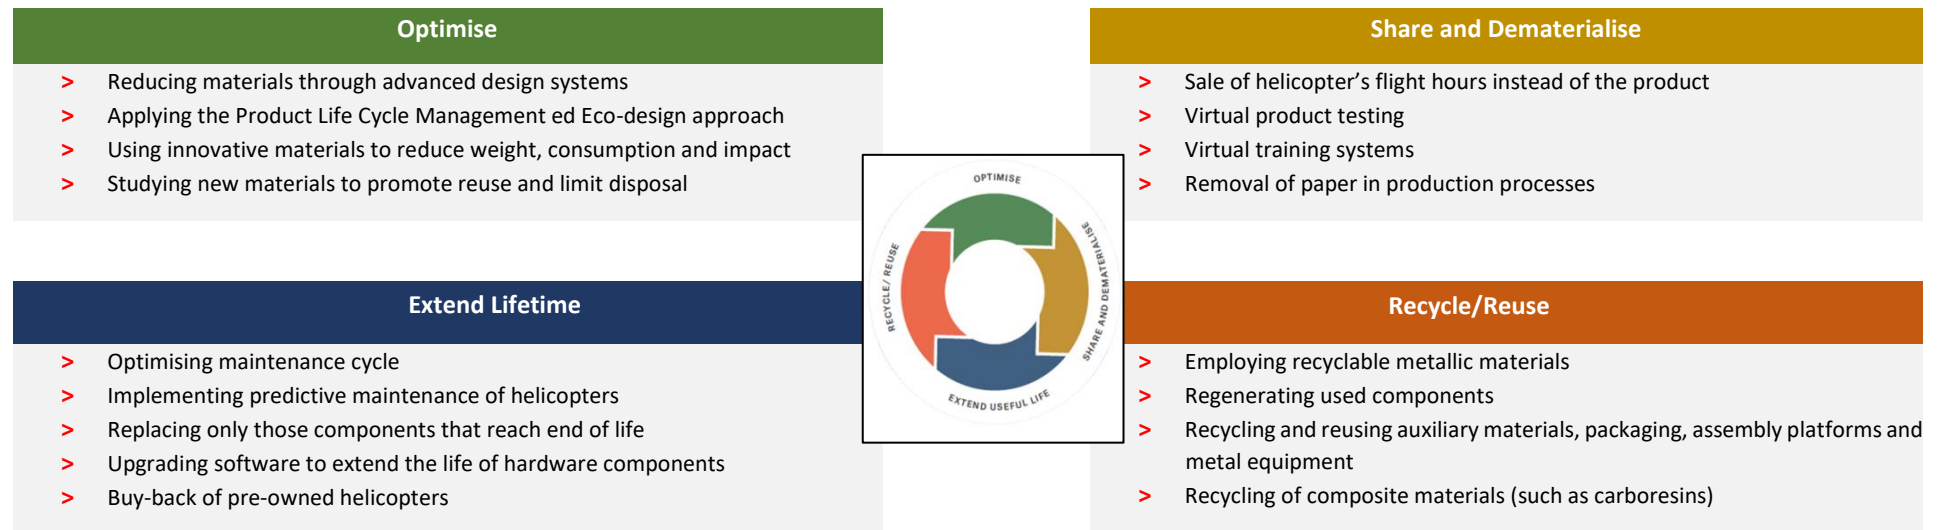 Optimise
> Reducing materials through advanced design systems
> Applying the Product Life Cycle Management ed Eco-design approach
> Using innovative materials to reduce weight, consumption and impact
> Studying new materials to promote reuse and limit disposal
Share and Dematerialise
> Sale of helicopter’s flight hours instead of the product
> Virtual product testing
> Virtual training systems
> Removal of paper in production processes
OPTIMISE
SHARE AND DEMATERIALISE
EXTEND USEFUL LIFE
RECYCLE/ REUSE
Extend Lifetime
> Optimising maintenance cycle
> Implementing predictive maintenance of helicopters
> Replacing only those components that reach end of life
> Upgrading software to extend the life of hardware components
> Buy-back of pre-owned helicopters
Recycle/Reuse
> Employing recyclable metallic materials
> Regenerating used components
> Recycling and reusing auxiliary materials, packaging, assembly platforms and
metal equipment
> Recycling of composite materials (such as carboresins)